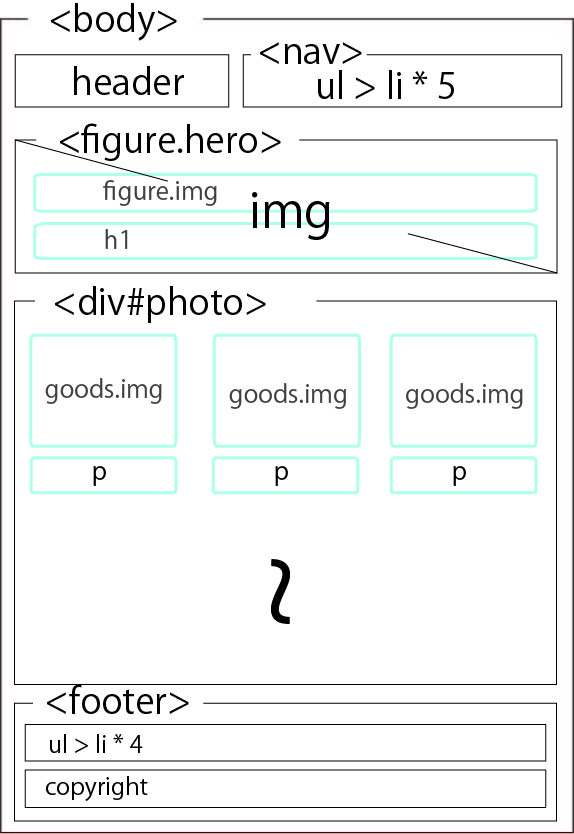 <body>
header
<nav>
ul > li * 5
<figure.hero>
figure.img
img
h1
<div#photo>
goods.img goods.img goods.img
p p p
~
<footer>
ul > li * 4
copyright